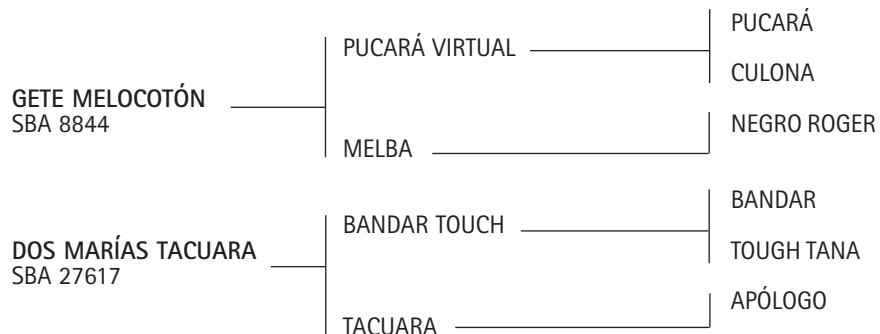 PUCARÁ
PUCARÁ VIRTUAL
CULONA
GETE MELOCOTÓN
SBA 8844
NEGRO ROGER
MELBA
BANDAR
BANDAR TOUCH
DOS MARÍAS TACUARA
TOUGH TANA
SBA 27617
APÓLOGO
TACUARA